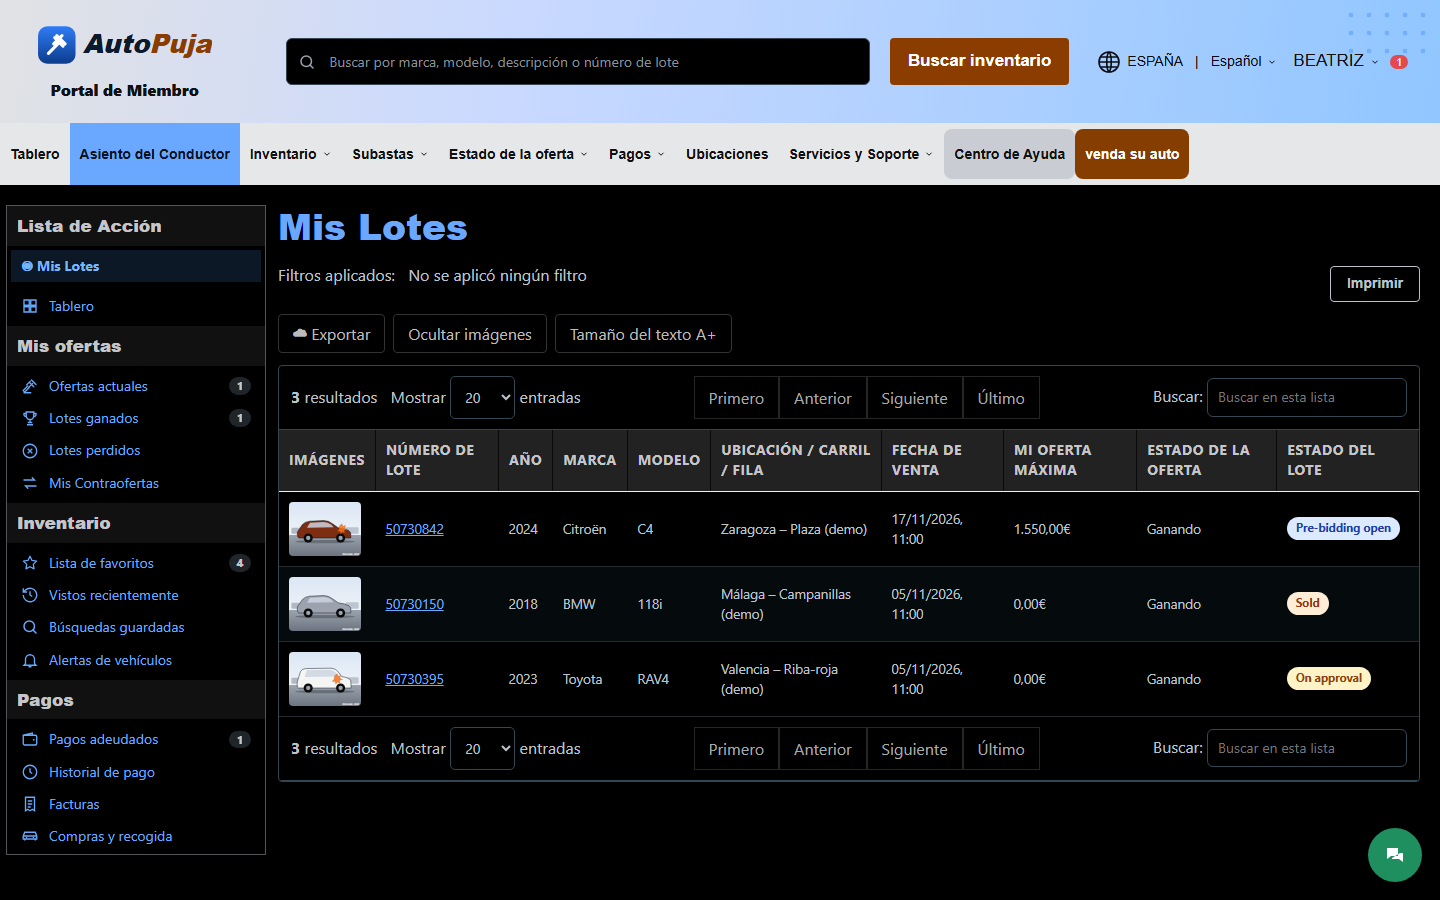 AutoPuja
Portal de Miembro
Buscar por marca, modelo, descripción o número de lote
Buscar inventario
ESPAÑA | Español
BEATRIZ 1
Tablero
Asiento del Conductor
Inventario
Subastas
Estado de la oferta
Pagos
Ubicaciones
Servicios y Soporte
Centro de Ayuda
venda su auto
Lista de Acción
Mis Lotes
Tablero
Mis ofertas
Ofertas actuales 1
Lotes ganados 1
Lotes perdidos
Mis Contraofertas
Inventario
Lista de favoritos 4
Vistos recientemente
Búsquedas guardadas
Alertas de vehículos
Pagos
Pagos adeudados 1
Historial de pago
Facturas
Compras y recogida
Mis Lotes
Filtros aplicados: No se aplicó ningún filtro
Imprimir
Exportar
Ocultar imágenes
Tamaño del texto A+
3 resultados Mostrar 20 entradas
Primero Anterior Siguiente Último
Buscar: Buscar en esta lista
IMÁGENES
NÚMERO DE LOTE
AÑO
MARCA
MODELO
UBICACIÓN / CARRIL / FILA
FECHA DE VENTA
MI OFERTA MÁXIMA
ESTADO DE LA OFERTA
ESTADO DEL LOTE
50730842 2024 Citroën C4 Zaragoza – Plaza (demo) 17/11/2026, 11:00 1.550,00€ Ganando Pre-bidding open
50730150 2018 BMW 118i Málaga – Campanillas (demo) 05/11/2026, 11:00 0,00€ Ganando Sold
50730395 2023 Toyota RAV4 Valencia – Riba-roja (demo) 05/11/2026, 11:00 0,00€ Ganando On approval
3 resultados Mostrar 20 entradas
Primero Anterior Siguiente Último
Buscar: Buscar en esta lista